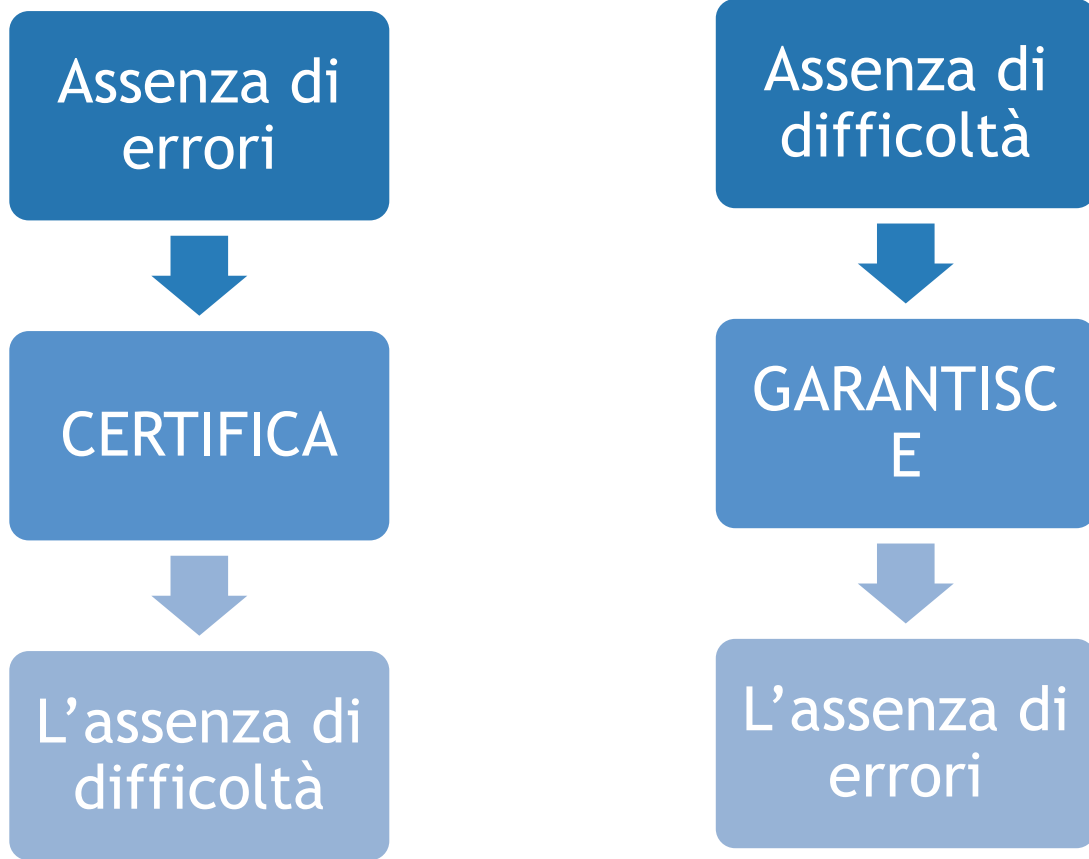 Assenza di
errori
CERTIFICA
L’assenza di
difficoltà
Assenza di
difficoltà
GARANTISC
E
L’assenza di
errori